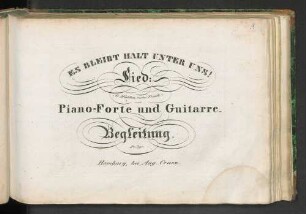 ES BLEIBT HALT UNTER UNS!
Lied:
Piano-Forte und Guitarre.
Begleitung.
Hamburg, bei Aug. Cranz.